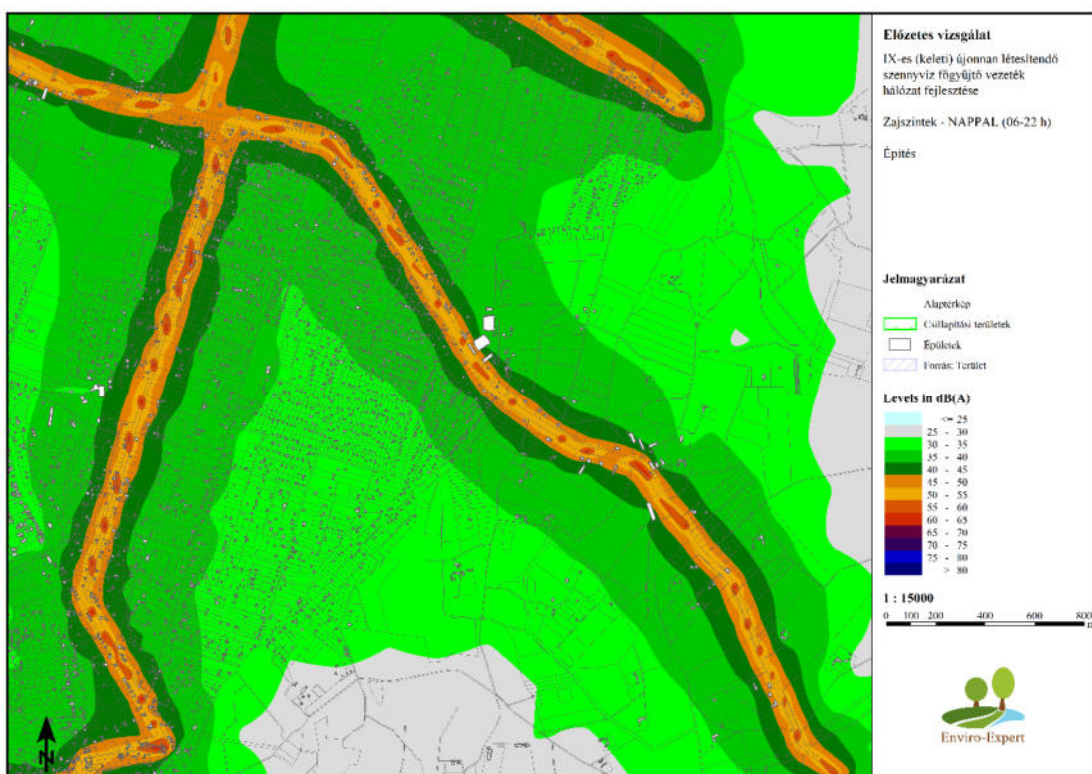 Előzetes vizsgálat
IX-es (keleti) újonnan létesítendő
szennyvíz főgyűjtő vezeték
hálózat fejlesztése
Zajszintek - NAPPAL (06-22 h)
Építés
Jelmagyarázat
Alaptérkép
Csillapítási területek
Épületek
Forrás: Terület
Levels in dB(A)
<= 25
25 - 30
30 - 35
35 - 40
40 - 45
45 - 50
50 - 55
55 - 60
60 - 65
65 - 70
70 - 75
75 - 80
> 80
1 : 15000
0 100 200 400 600 800
m
Enviro-Expert
N